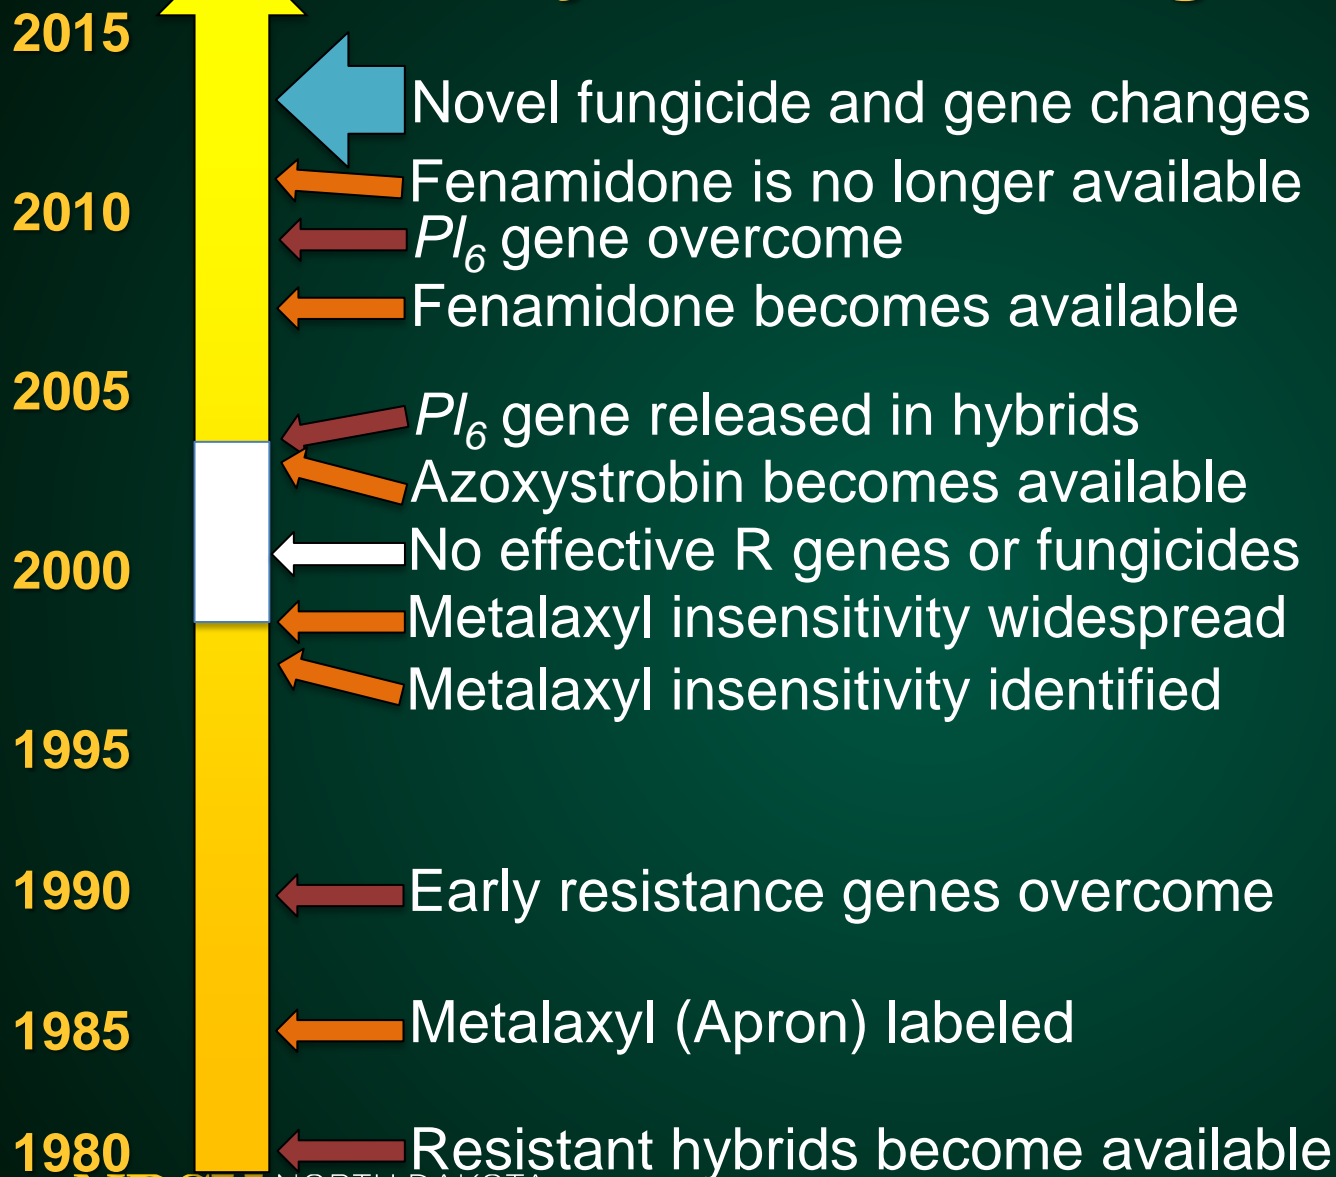 2015
Novel fungicide and gene changes
Fenamidone is no longer available
2010
Pl6 gene overcome
Fenamidone becomes available
2005
Pl6 gene released in hybrids
Azoxystrobin becomes available
No effective R genes or fungicides
2000
Metalaxyl insensitivity widespread
Metalaxyl insensitivity identified
1995
1990 Early resistance genes overcome
1985 Metalaxyl (Apron) labeled
1980 Resistant hybrids become available
NORTH DAKOTA